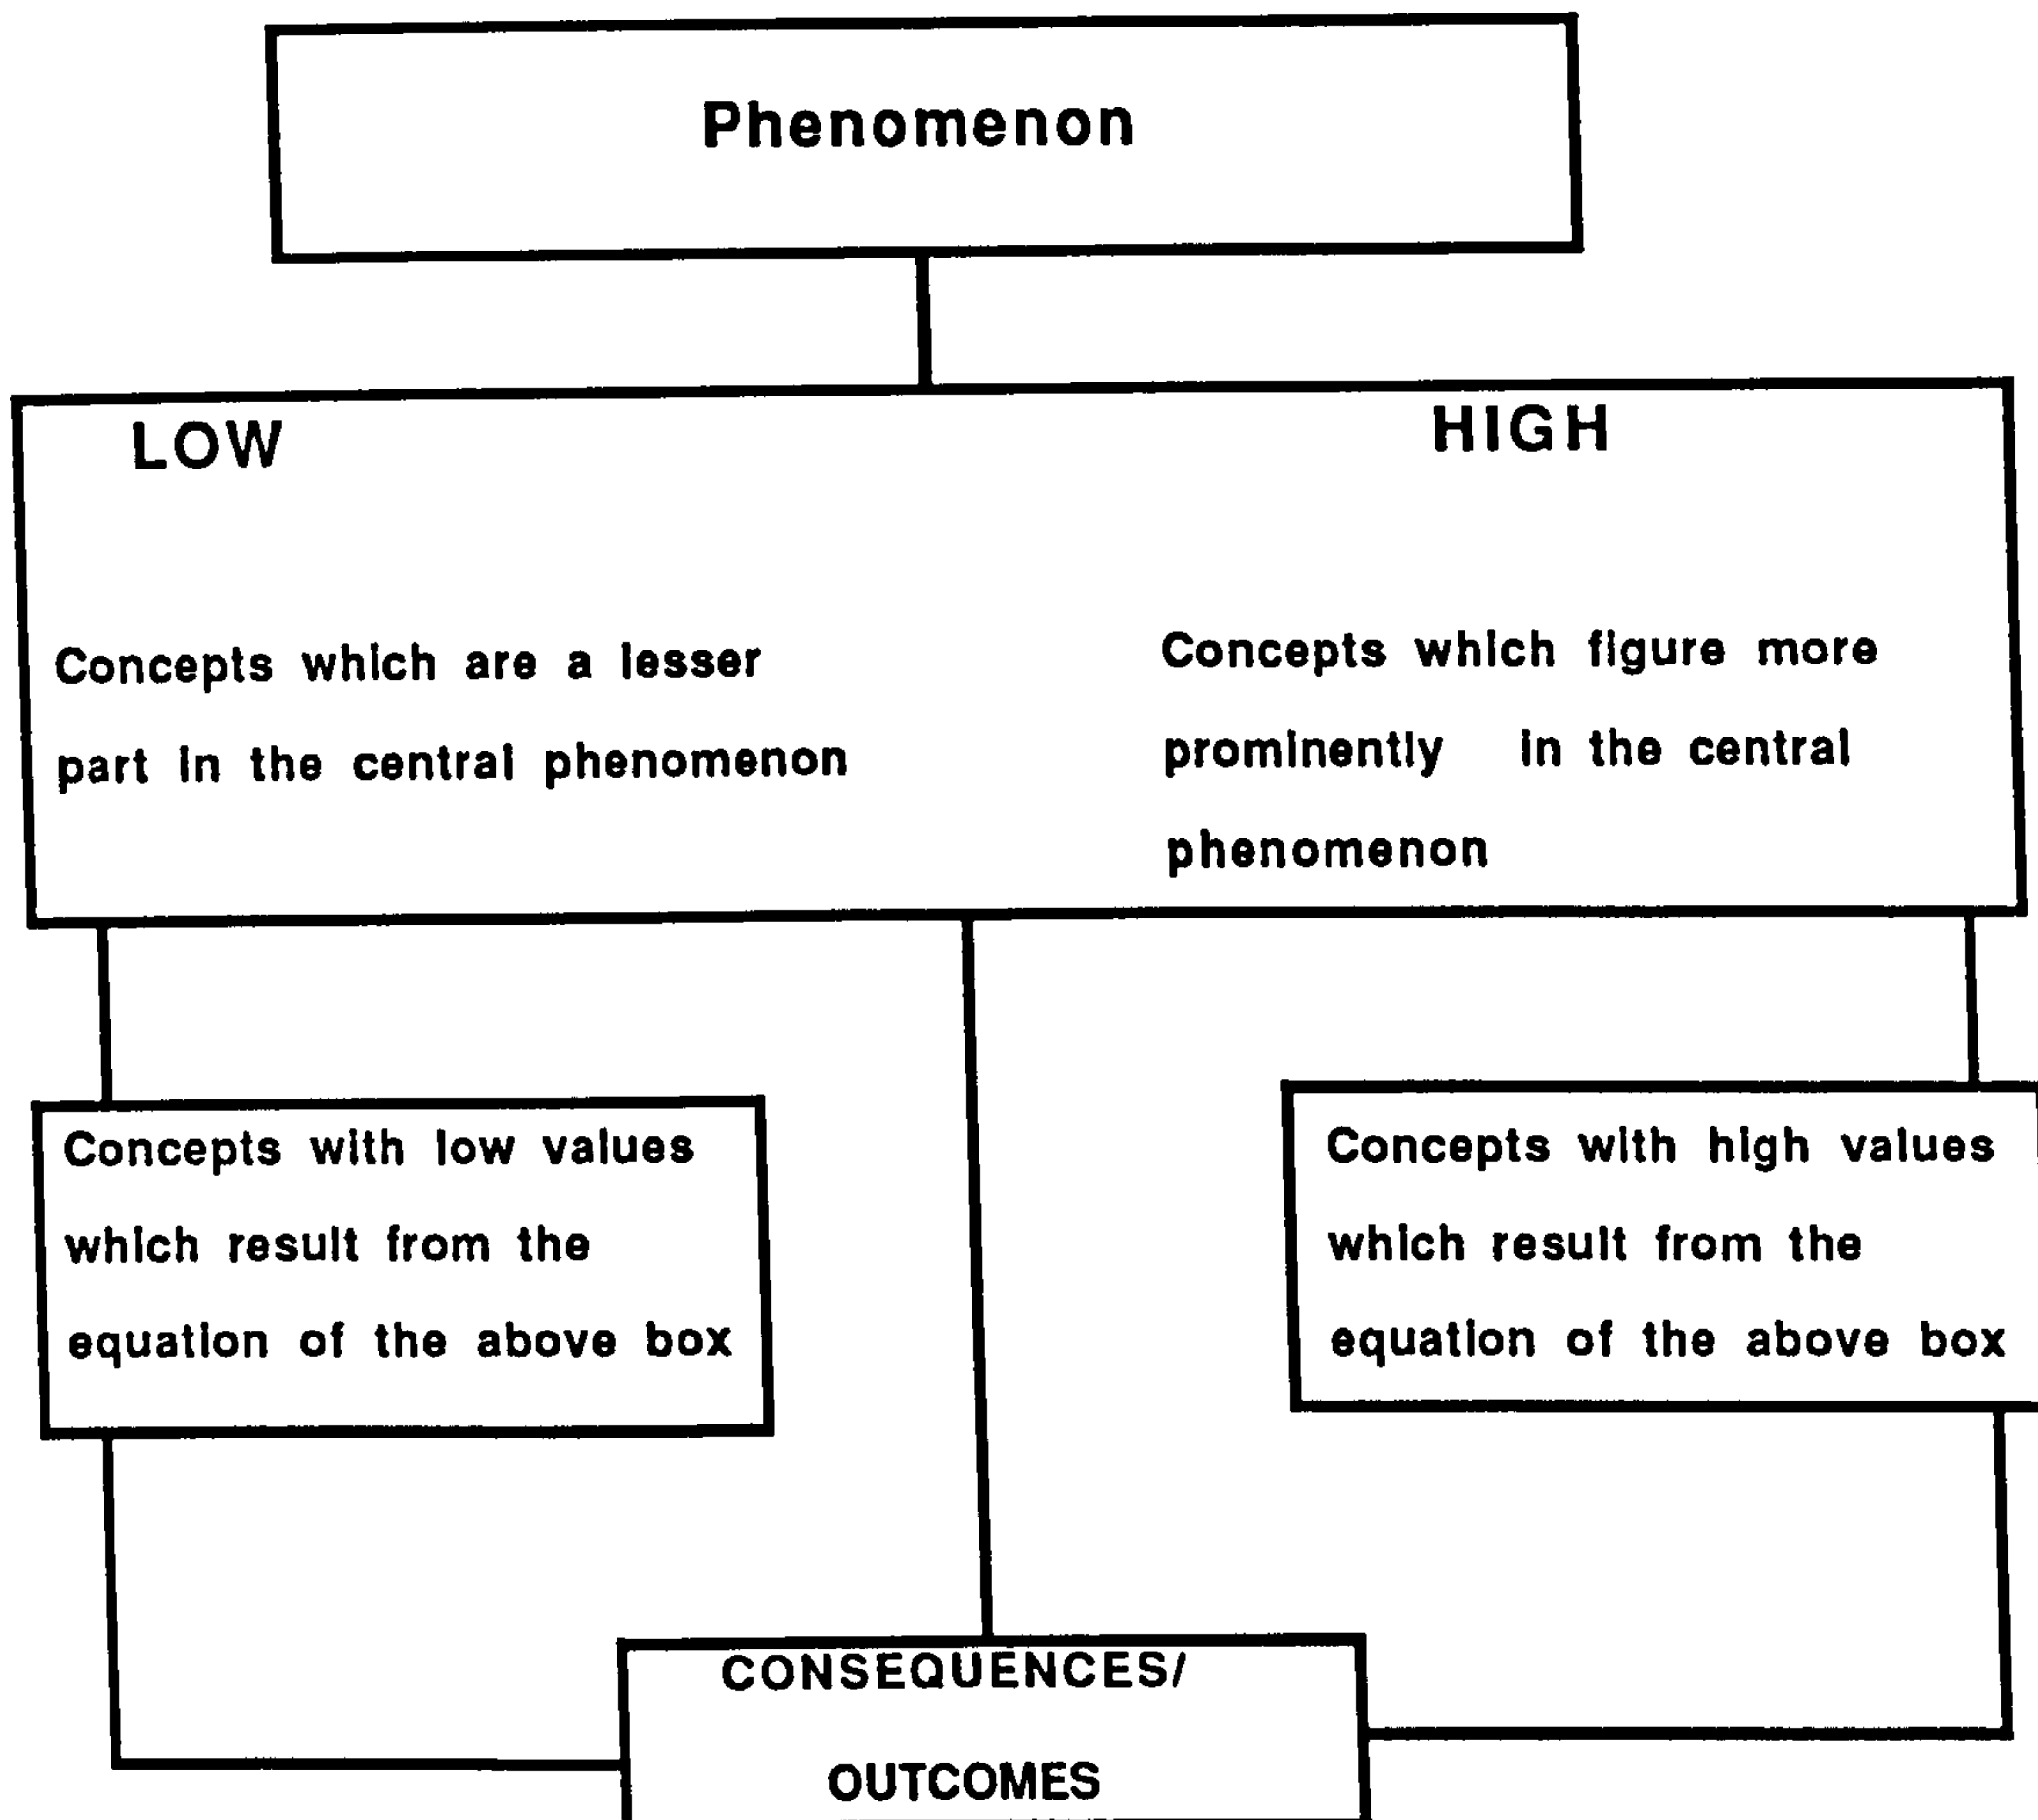 Phenomenon
LOW
HIGH
Concepts which are a lesser
part in the central phenomenon
Concepts which figure more
prominently in the central
phenomenon
Concepts with low values
which result from the
equation of the above box
Concepts with high values
which result from the
equation of the above box
CONSEQUENCES/
OUTCOMES